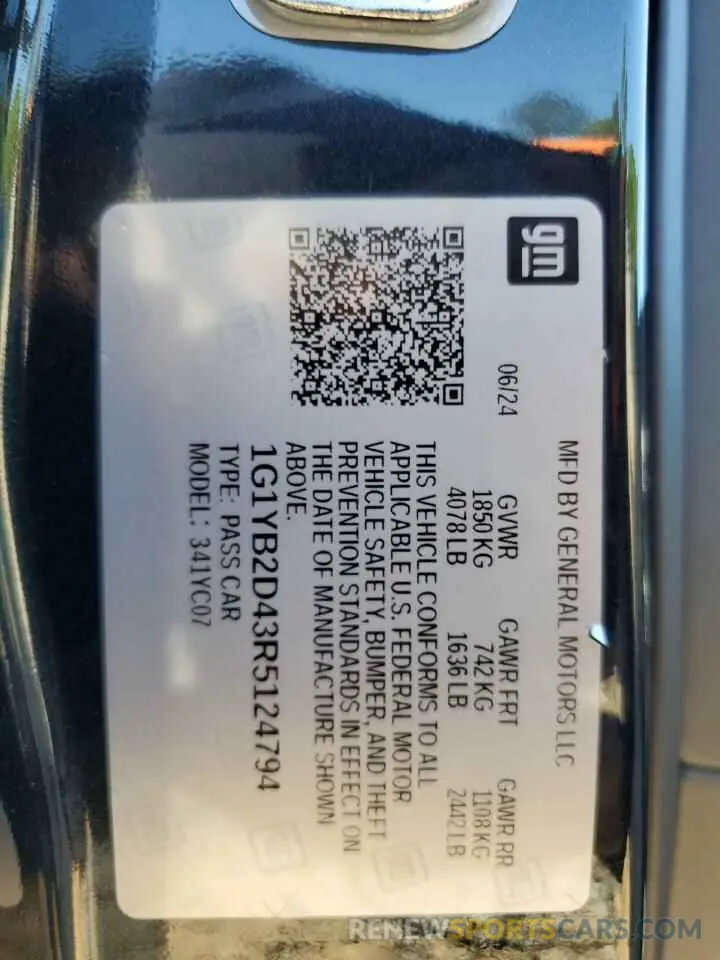 gm
MFD BY GENERAL MOTORS LLC
06/24 GVWR GAWR FRT GAWR RR
1850 KG 742 KG 1108 KG
4078 LB 1636 LB 2442 LB
THIS VEHICLE CONFORMS TO ALL
APPLICABLE U.S. FEDERAL MOTOR
VEHICLE SAFETY, BUMPER, AND THEFT
PREVENTION STANDARDS IN EFFECT ON
THE DATE OF MANUFACTURE SHOWN
ABOVE.
1G1YB2D43R5124794
TYPE: PASS CAR
MODEL: 341YC07
RENEWSPORTSCARS.COM